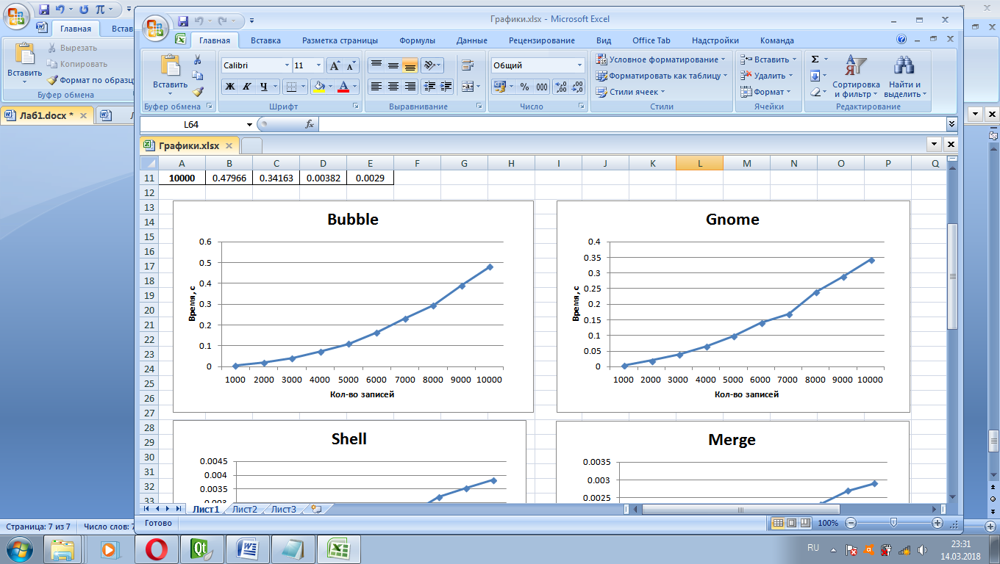 Графики.xlsx - Microsoft Excel
Главная Встав
Главная Вставка Разметка страницы Формулы Данные Рецензирование Вид Office Tab Надстройки Команда
Вставить
Вырезать
Копировать
Формат по образцу
Буфер обмена
Вставить
Буфер обмена
Calibri 11
Ж К Ч
Шрифт
Выравнивание
Общий
% 000
Число
Условное форматирование
Форматировать как таблицу
Стили ячеек
Стили
Вставить
Удалить
Формат
Ячейки
Сортировка и фильтр
Найти и выделить
Редактирование
Лаб1.docx *
L64
fx
Графики.xlsx
A B C D E F G H I J K L M N O P Q
11 10000 0.47966 0.34163 0.00382 0.0029
12
13
14
15
16
17
18
19
20
21
22
23
24
25
26
27
28
29
30
31
32
33
Bubble
0.6
0.5
0.4
0.3
0.2
0.1
0
Время, с
1000 2000 3000 4000 5000 6000 7000 8000 9000 10000
Кол-во записей
Gnome
0.4
0.35
0.3
0.25
0.2
0.15
0.1
0.05
0
Время, с
1000 2000 3000 4000 5000 6000 7000 8000 9000 10000
Кол-во записей
Shell
0.0045
0.004
0.0035
0.003
Merge
0.0035
0.003
0.0025
Лист1 Лист2 Лист3
Готово
100%
Страница: 7 из 7 Число слов: 7
RU
23:31
14.03.2018